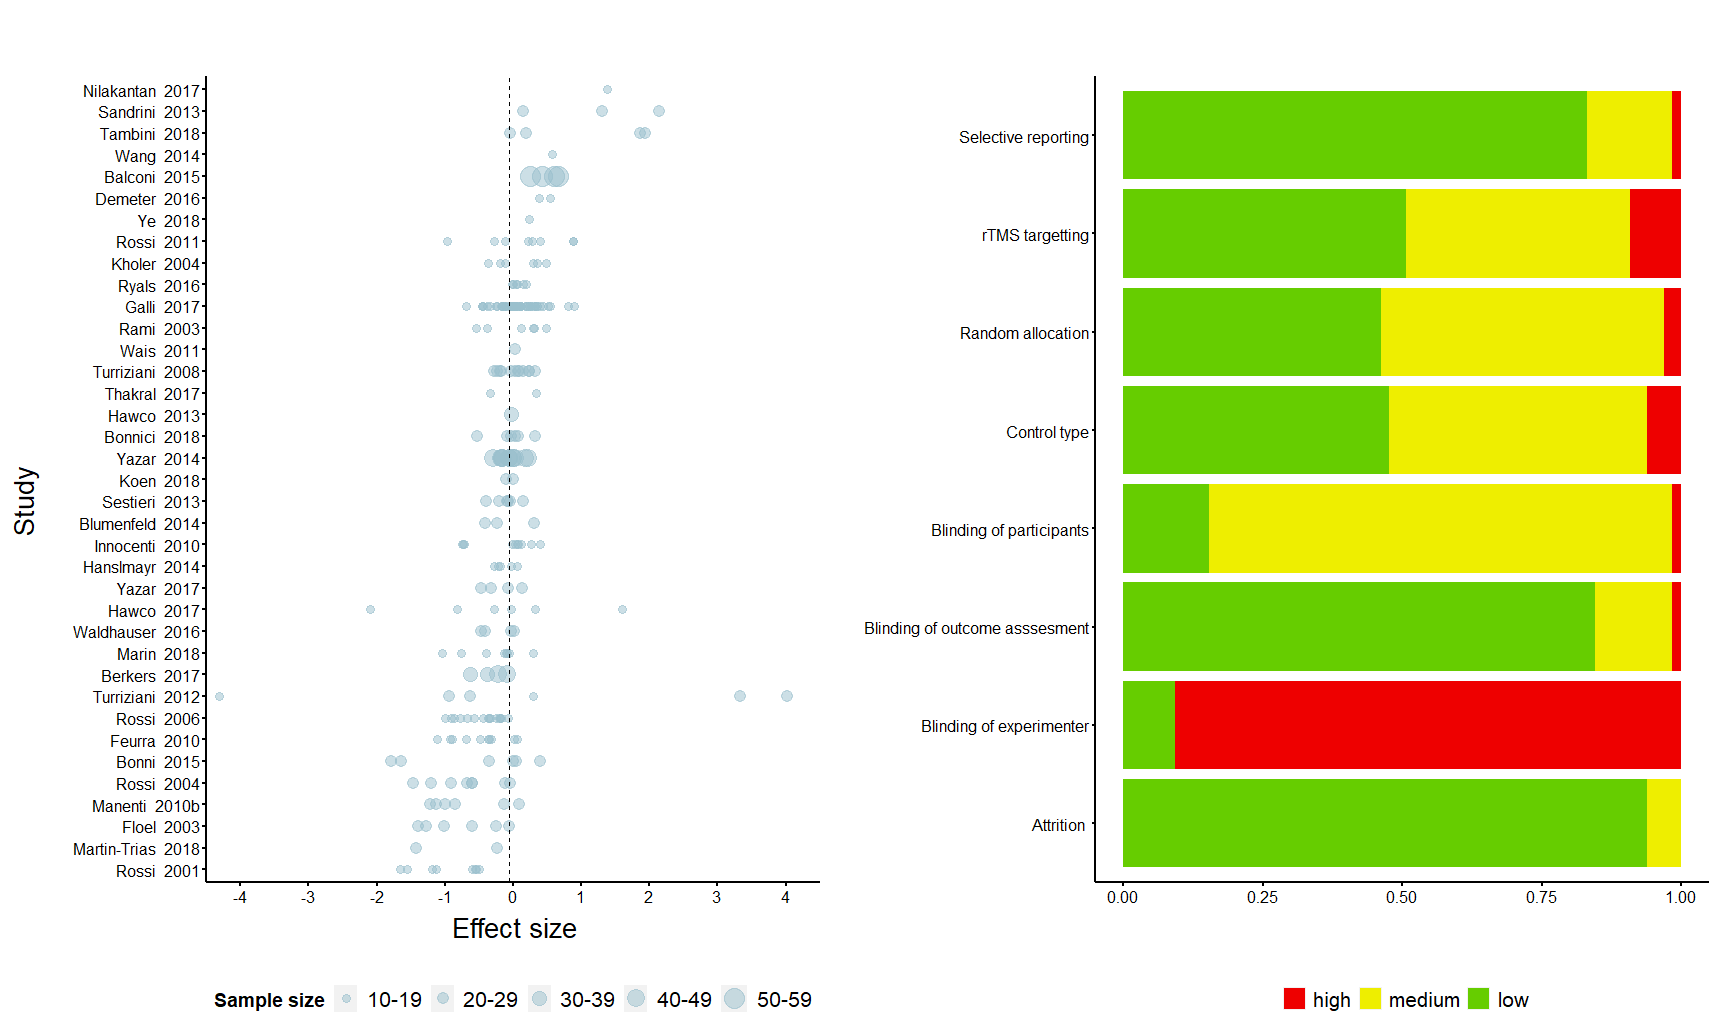 Study
Nilakantan 2017
Sandrini 2013
Tambini 2018
Wang 2014
Balconi 2015
Demeter 2016
Ye 2018
Rossi 2011
Kholer 2004
Ryals 2016
Galli 2017
Rami 2003
Wais 2011
Turriziani 2008
Thakral 2017
Hawco 2013
Bonnici 2018
Yazar 2014
Koen 2018
Sestieri 2013
Blumenfeld 2014
Innocenti 2010
Hanslmayr 2014
Yazar 2017
Hawco 2017
Waldhauser 2016
Marin 2018
Berkers 2017
Turriziani 2012
Rossi 2006
Feurra 2010
Bonni 2015
Rossi 2004
Manenti 2010b
Floel 2003
Martin-Trias 2018
Rossi 2001
-4 -3 -2 -1 0 1 2 3 4
Effect size
Sample size 10-19 20-29 30-39 40-49 50-59
Selective reporting
rTMS targetting
Random allocation
Control type
Blinding of participants
Blinding of outcome asssesment
Blinding of experimenter
Attrition
0.00 0.25 0.50 0.75 1.00
high medium low